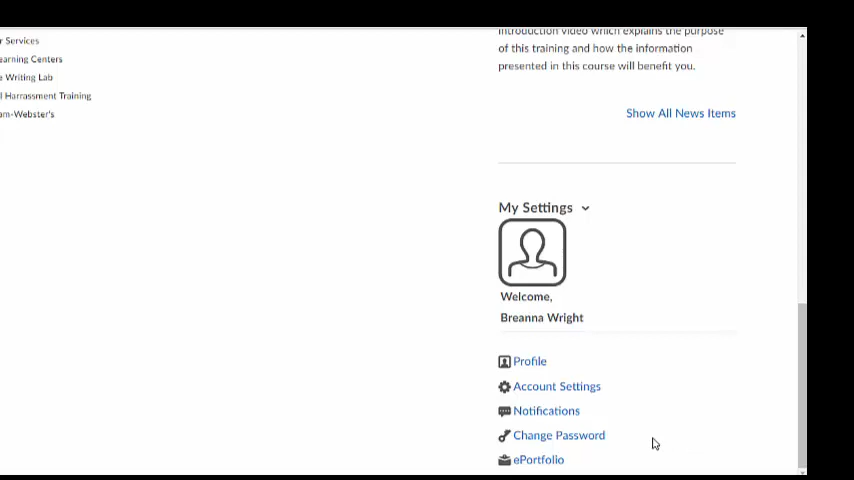 r Services
earning Centers
e Writing Lab
l Harrassment Training
am-Webster's
introduction video which explains the purpose
of this training and how the information
presented in this course will benefit you.
Show All News Items
My Settings
Welcome,
Breanna Wright
Profile
Account Settings
Notifications
Change Password
ePortfolio